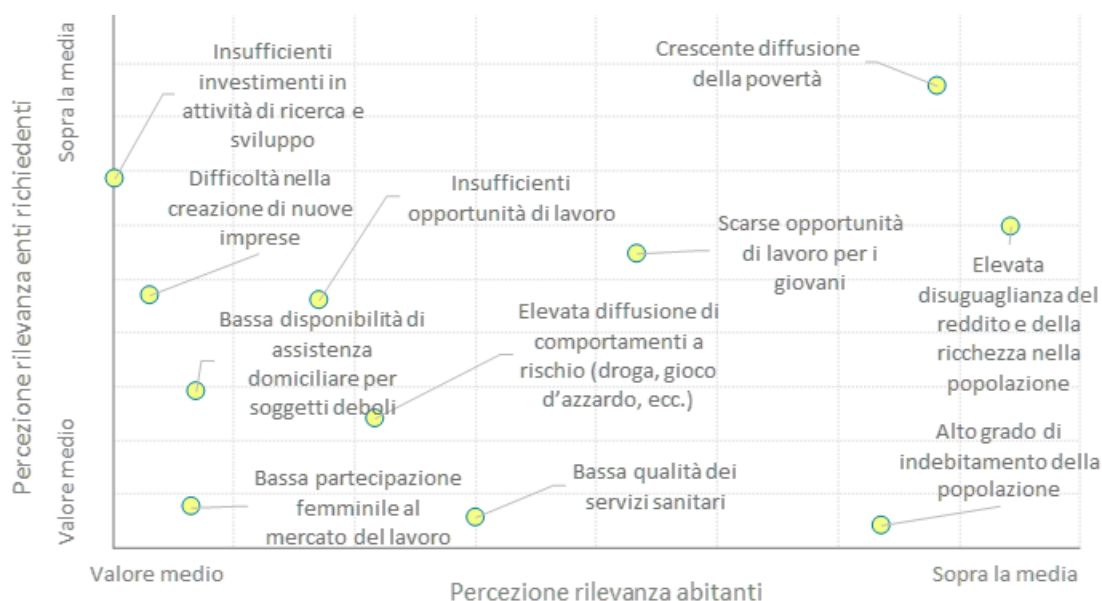 Percezione rilevanza enti richiedenti
Sopra la media
Valore medio
Insufficienti
investimenti in
attività di ricerca e
sviluppo
Crescente diffusione
della povertà
Difficoltà nella
creazione di nuove
imprese
Insufficienti
opportunità di lavoro
Scarse opportunità
di lavoro per i
giovani
Elevata
disuguaglianza del
reddito e della
ricchezza nella
popolazione
Bassa disponibilità di
assistenza
domiciliare per
soggetti deboli
Elevata diffusione di
comportamenti a
rischio (droga, gioco
d'azzardo, ecc.)
Alto grado di
indebitamento della
popolazione
Bassa partecipazione
femminile al
mercato del lavoro
Bassa qualità dei
servizi sanitari
Valore medio
Sopra la media
Percezione rilevanza abitanti